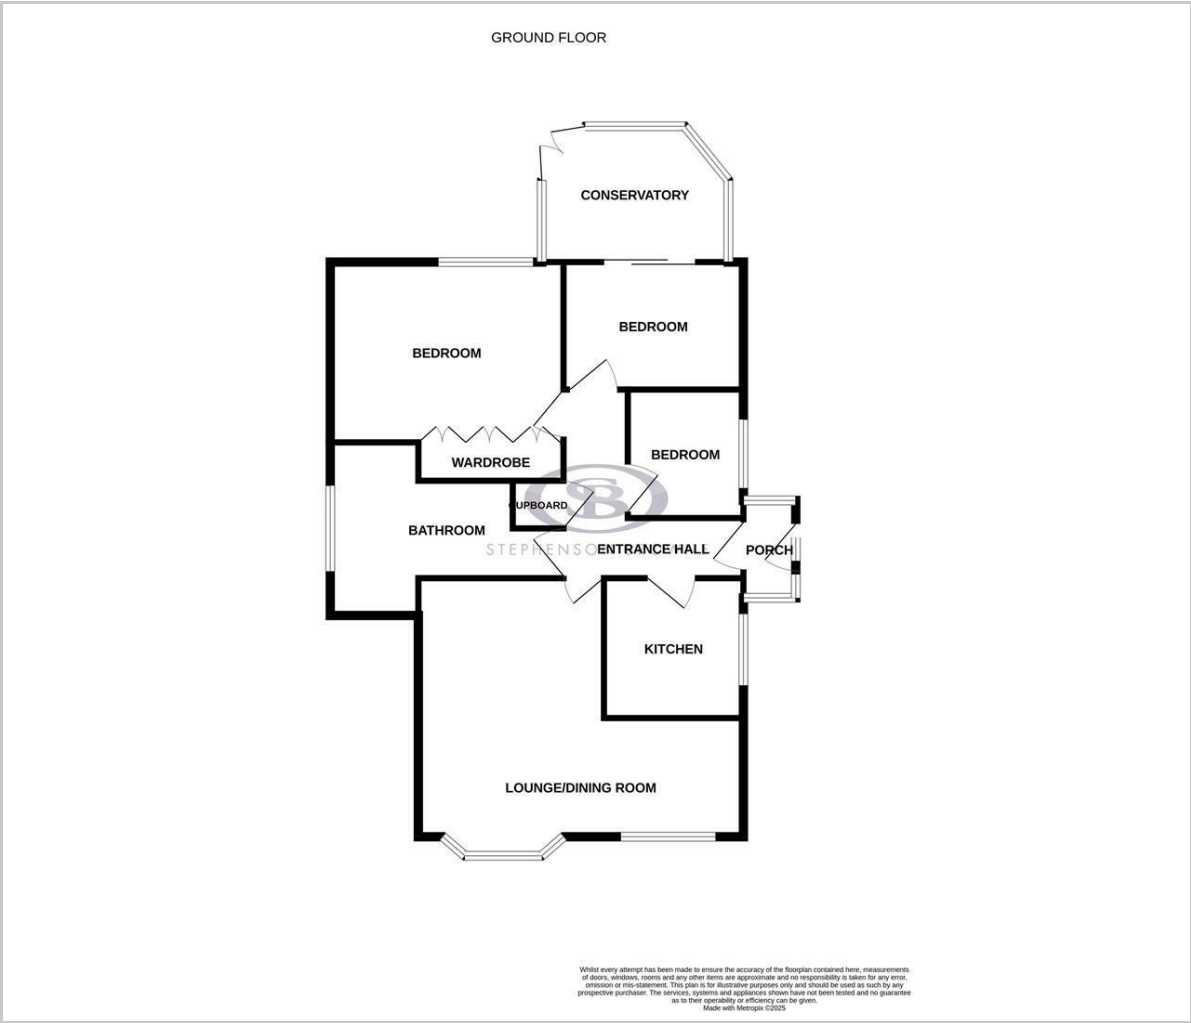 GROUND FLOOR
CONSERVATORY
BEDROOM
BEDROOM
BEDROOM
WARDROBE
CUPBOARD
SB
BATHROOM
STEPHENSO
ENTRANCE HALL
PORCH
KITCHEN
LOUNGE/DINING ROOM
Whilst every attempt has been made to ensure the accuracy of the floorplan contained here, measurements
of doors, windows, rooms and any other items are approximate and no responsibility is taken for any error,
omission or mis-statement. This plan is for illustrative purposes only and should be used as such by any
prospective purchaser. The services, systems and appliances shown have not been tested and no guarantee
as to their operability or efficiency can be given.
Made with Metropix ©2025